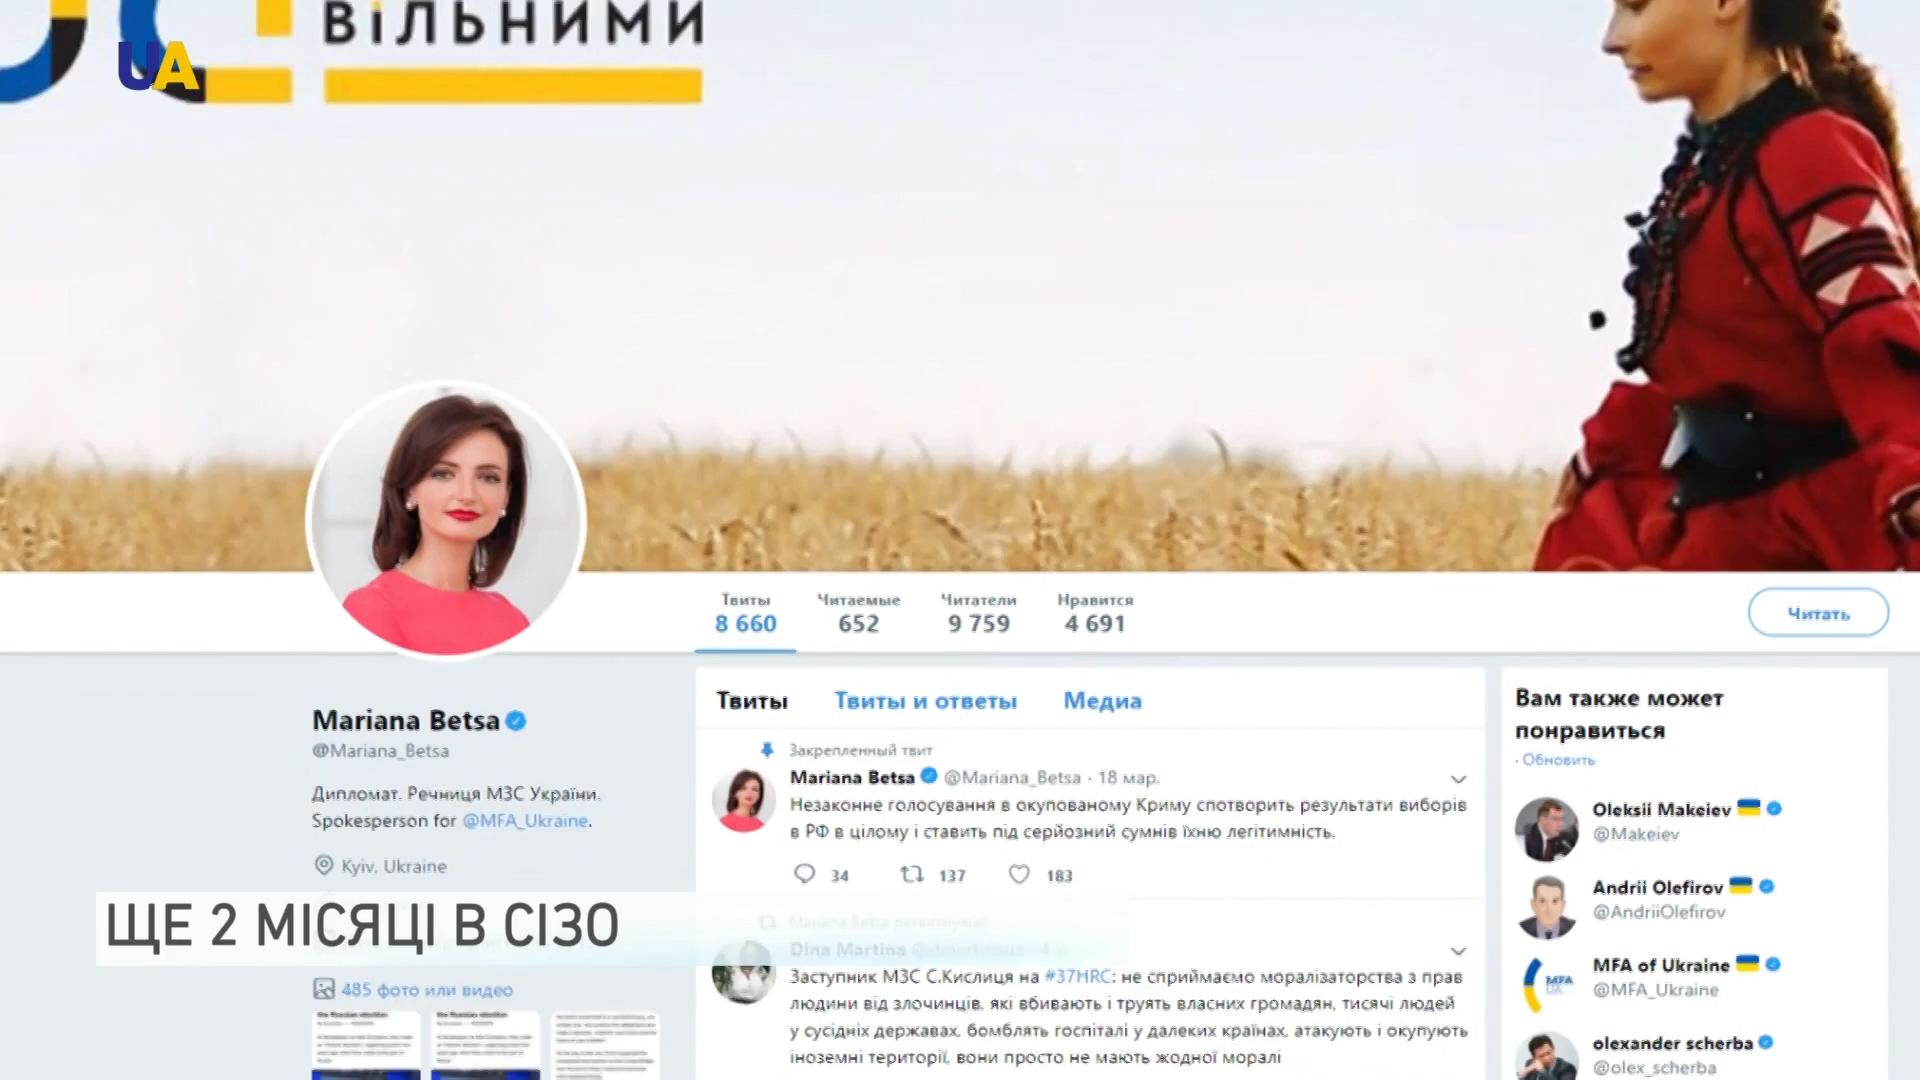 ВІЛЬНИМИ
UA
Твиты
8 660
Читаемые
652
Читатели
9 759
Нравится
4 691
Читать
Mariana Betsa
@Mariana_Betsa
Дипломат. Речниця МЗС України.
Spokesperson for @MFA_Ukraine.
Kyiv, Ukraine
ЩЕ 2 МІСЯЦІ В СІЗО
485 фото или видео
Твиты
Твиты и ответы
Медиа
Закрепленный твит
Mariana Betsa @Mariana_Betsa · 18 мар.
Незаконне голосування в окупованому Криму спотворить результати виборів
в РФ в цілому і ставить під серйозний сумнів їхню легітимність.
34
137
183
Mariana Betsa
Dina Martina
Заступник МЗС С.Кислиця на #37HRC: не сприймаємо моралізаторства з прав
людини від злочинців, які вбивають і труять власних громадян, тисячі людей
у сусідніх державах, бомблять госпіталі у далеких країнах, атакують і окупують
іноземні території, вони просто не мають жодної моралі
Вам также может
понравиться
· Обновить
Oleksii Makeiev
@Makeiev
Andrii Olefirov
@AndriiOlefirov
MFA of Ukraine
@MFA_Ukraine
olexander scherba
@olex_scherba